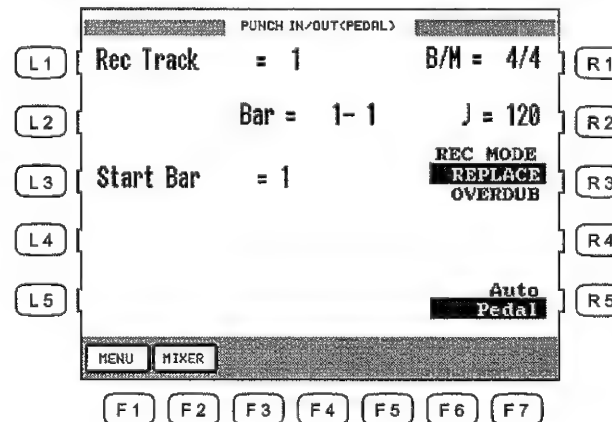 PUNCH IN/OUT(PEDAL)
L1 Rec Track = 1 B/M = 4/4 R1
L2 Bar = 1- 1 ♩ = 120 R2
REC MODE
L3 Start Bar = 1 REPLACE R3
OVERDUB
L4 R4
Auto
L5 Pedal R5
MENU MIXER
F1 F2 F3 F4 F5 F6 F7